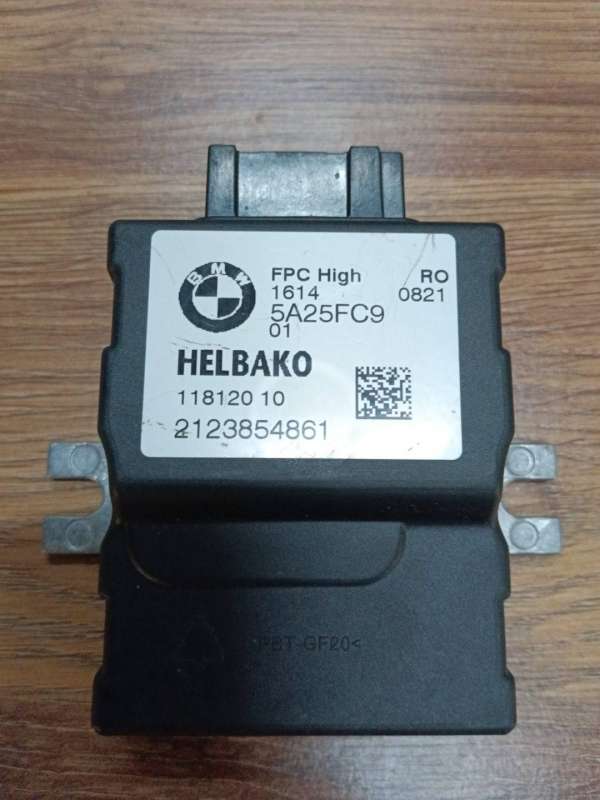 BMW
FPC High RO
1614 0821
5A25FC9
01
HELBAKO
118120 10
2123854861
PBT-GF20<